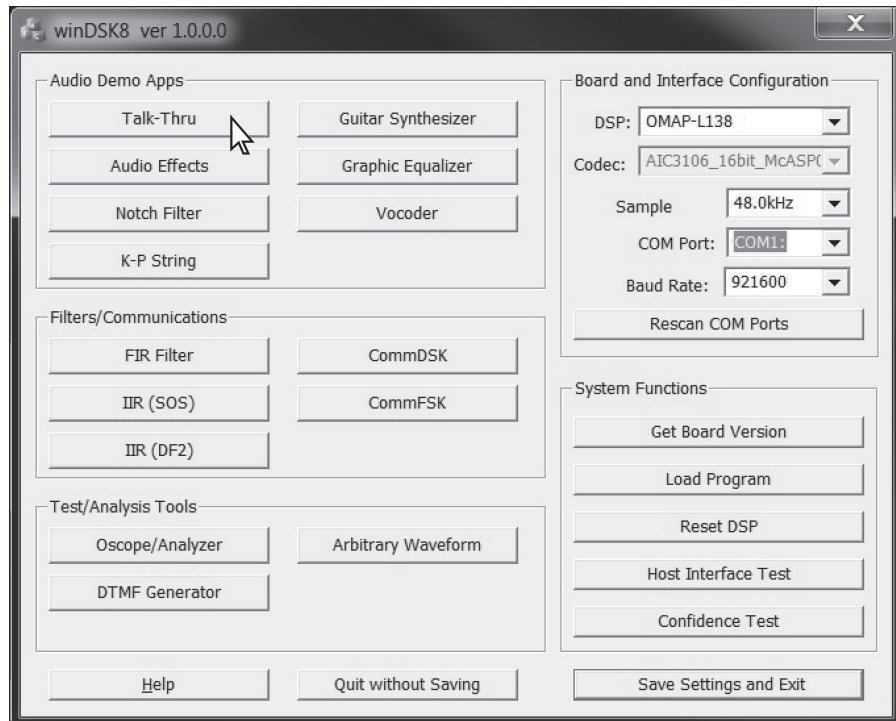 winDSK8 ver 1.0.0.0
X
Audio Demo Apps
Talk-Thru
Guitar Synthesizer
Audio Effects
Graphic Equalizer
Notch Filter
Vocoder
K-P String
Filters/Communications
FIR Filter
CommDSK
IIR (SOS)
CommFSK
IIR (DF2)
Test/Analysis Tools
Oscope/Analyzer
Arbitrary Waveform
DTMF Generator
Help
Quit without Saving
Board and Interface Configuration
DSP: OMAP-L138
Codec: AIC3106_16bit_McASP(
Sample 48.0kHz
COM Port: COM1:
Baud Rate: 921600
Rescan COM Ports
System Functions
Get Board Version
Load Program
Reset DSP
Host Interface Test
Confidence Test
Save Settings and Exit